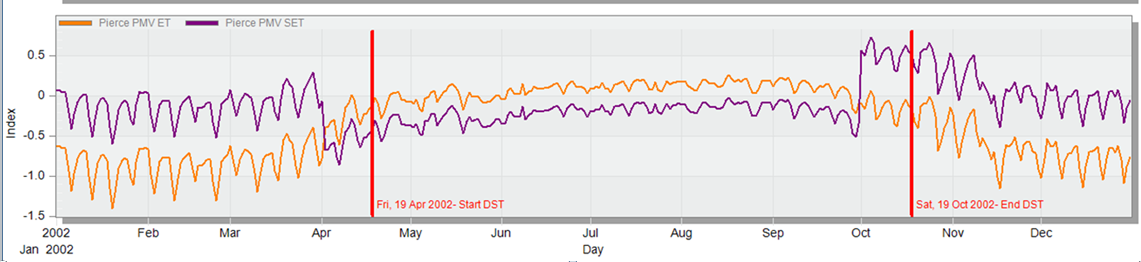 Pierce PMV ET Pierce PMV SET
0.5
0
-0.5
-1.0
-1.5
Index
Fri, 19 Apr 2002- Start DST
Sat, 19 Oct 2002- End DST
2002 Feb Mar Apr May Jun Jul Aug Sep Oct Nov Dec
Jan 2002 Day